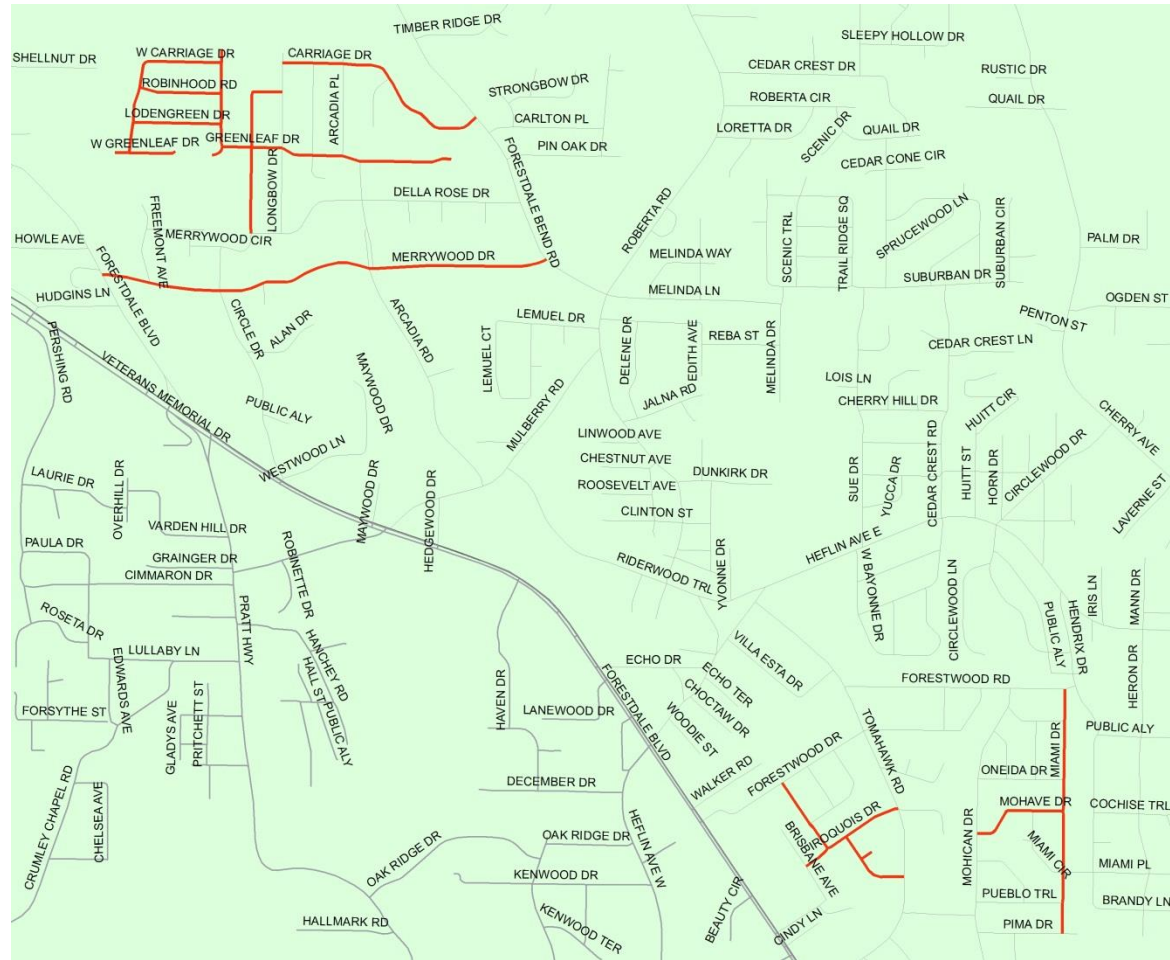 TIMBER RIDGE DR
SLEEPY HOLLOW DR
SHELLNUT DR
W CARRIAGE DR
CARRIAGE DR
CEDAR CREST DR
RUSTIC DR
ROBINHOOD RD
ARCADIA PL
STRONGBOW DR
ROBERTA CIR
QUAIL DR
LODENGREEN DR
CARLTON PL
LORETTA DR
SCENIC DR
QUAIL DR
W GREENLEAF DR
GREENLEAF DR
PIN OAK DR
CEDAR CONE CIR
LONGBOW DR
FORESTDALE BEND RD
DELLA ROSE DR
FREEMONT AVE
ROBERTA RD
SCENIC TRL
TRAIL RIDGE SQ
SPRUCEWOOD LN
SUBURBAN CIR
HOWLE AVE
MERRYWOOD CIR
PALM DR
MERRYWOOD DR
MELINDA WAY
SUBURBAN DR
FORESTDALE BLVD
HUDGINS LN
MELINDA LN
OGDEN ST
CIRCLE DR
ALAN DR
ARCADIA RD
LEMUEL DR
PENTON ST
PERSHING RD
LEMUEL CT
DELENE DR
EDITH AVE
REBA ST
MELINDA DR
CEDAR CREST LN
VETERANS MEMORIAL DR
MAYWOOD DR
LOIS LN
PUBLIC ALY
MULBERRY RD
JALNA RD
CHERRY HILL DR
HUITT CIR
CHERRY AVE
LINWOOD AVE
WESTWOOD LN
CHESTNUT AVE
DUNKIRK DR
SUE DR
YUCCA DR
CEDAR CREST RD
HUITT ST
HORN DR
CIRCLEWOOD DR
LAURIE DR
OVERHILL DR
MAYWOOD DR
HEDGEWOOD DR
ROOSEVELT AVE
LAVERNE ST
CLINTON ST
VARDEN HILL DR
PAULA DR
GRAINGER DR
ROBINETTE DR
HEFLIN AVE E
CIMMARON DR
RIDERWOOD TRL
YVONNE DR
W BAYONNE DR
CIRCLEWOOD LN
IRIS LN
MANN DR
ROSETA DR
PRATT HWY
PUBLIC ALY
HENDRIX DR
LULLABY LN
HANCHEY RD
VILLA ESTA DR
EDWARDS AVE
HALL ST
ECHO DR
ECHO TER
HERON DR
FORESTWOOD RD
GLADYS AVE
PRITCHETT ST
HAVEN DR
CHOCTAW DR
FORSYTHE ST
PUBLIC ALY
LANEWOOD DR
FORESTDALE BLVD
WOODIE ST
TOMAHAWK RD
MIAMI DR
PUBLIC ALY
WALKER RD
FORESTWOOD DR
ONEIDA DR
CRUMLEY CHAPEL RD
CHELSEA AVE
DECEMBER DR
MOHAVE DR
COCHISE TRL
HEFLIN AVE W
IROQUOIS DR
BRISBANE AVE
MOHICAN DR
OAK RIDGE DR
OAK RIDGE DR
MIAMI CIR
MIAMI PL
KENWOOD DR
BEAUTY CIR
PUEBLO TRL
BRANDY LN
HALLMARK RD
KENWOOD TER
CINDY LN
PIMA DR